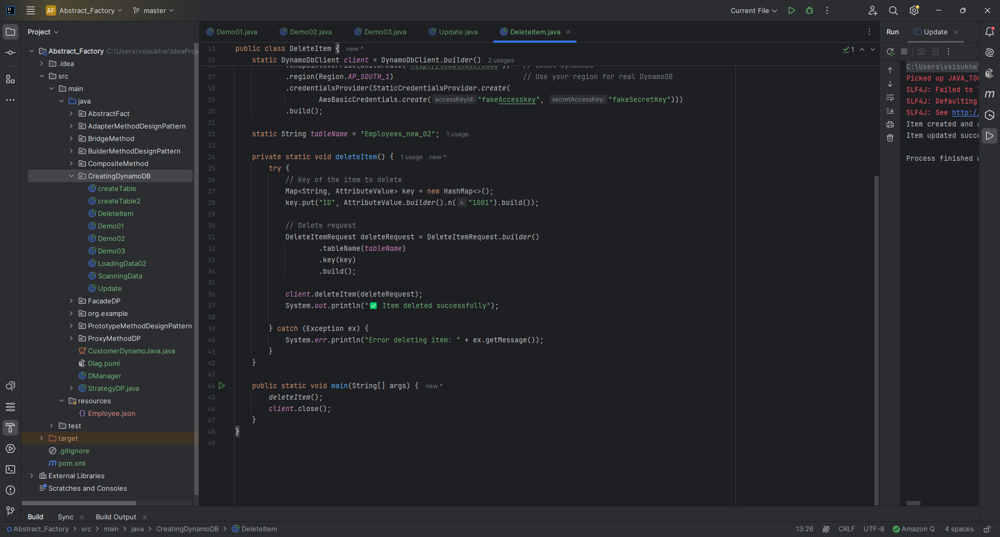 AF Abstract_Factory master Current File
Project
Demo01.java Demo02.java Demo03.java Update.java DeleteItem.java Run Update
Abstract_Factory C:\Users\vsisukhw\IdeaProje
.idea
src
main
java
AbstractFact
AdapterMethodDesignPattern
BridgeMethod
BuiderMethodDesignPattern
CompositeMethod
CreatingDynamoDB
createTable
createTable2
DeleteItem
Demo01
Demo02
Demo03
LoadingData02
ScanningData
Update
FacadeDP
org.example
PrototypeMethodDesignPattern
ProxyMethodDP
CustomerDynamoJava.java
Diag.puml
DManager
StrategyDP.java
resources
Employee.json
test
target
.gitignore
pom.xml
External Libraries
Scratches and Consoles
13 public class DeleteItem { new *
15 static DynamoDbClient client = DynamoDbClient.builder() 2 usages
17 .region(Region.AP_SOUTH_1) // Use your region for real DynamoDB
18 .credentialsProvider(StaticCredentialsProvider.create(
19 AwsBasicCredentials.create( accessKeyId: "fakeAccesskey", secretAccessKey: "fakeSecretKey")))
20 .build();
21
22 static String tableName = "Employees_new_02"; 1 usage
23
24 private static void deleteItem() { 1 usage new *
25 try {
26 // Key of the item to delete
27 Map<String, AttributeValue> key = new HashMap<>();
28 key.put("ID", AttributeValue.builder().n( s: "1001").build());
29
30 // Delete request
31 DeleteItemRequest deleteRequest = DeleteItemRequest.builder()
32 .tableName(tableName)
33 .key(key)
34 .build();
35
36 client.deleteItem(deleteRequest);
37 System.out.println("✅ Item deleted successfully");
38
39 } catch (Exception ex) {
40 System.err.println("Error deleting item: " + ex.getMessage());
41 }
42 }
43
44 public static void main(String[] args) { new *
45 deleteItem();
46 client.close();
47 }
48 }
49
1
C:\Users\vsisukhw\
Picked up JAVA_TOO
SLF4J: Failed to l
SLF4J: Defaulting
SLF4J: See http://
Item created and a
Item updated succe
Process finished w
Build Sync Build Output
Abstract_Factory > src > main > java > CreatingDynamoDB > DeleteItem 13:26 CRLF UTF-8 Amazon Q 4 spaces